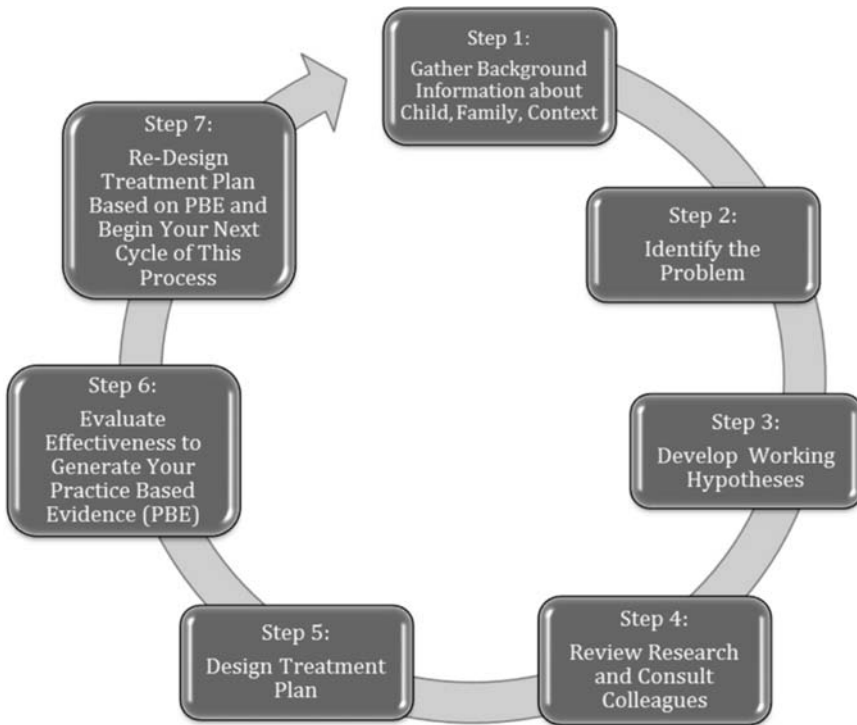 Step 1:
Gather Background
Information about
Child, Family, Context
Step 2:
Identify the
Problem
Step 3:
Develop Working
Hypotheses
Step 4:
Review Research
and Consult
Colleagues
Step 5:
Design Treatment
Plan
Step 6:
Evaluate
Effectiveness to
Generate Your
Practice Based
Evidence (PBE)
Step 7:
Re-Design
Treatment Plan
Based on PBE and
Begin Your Next
Cycle of This
Process